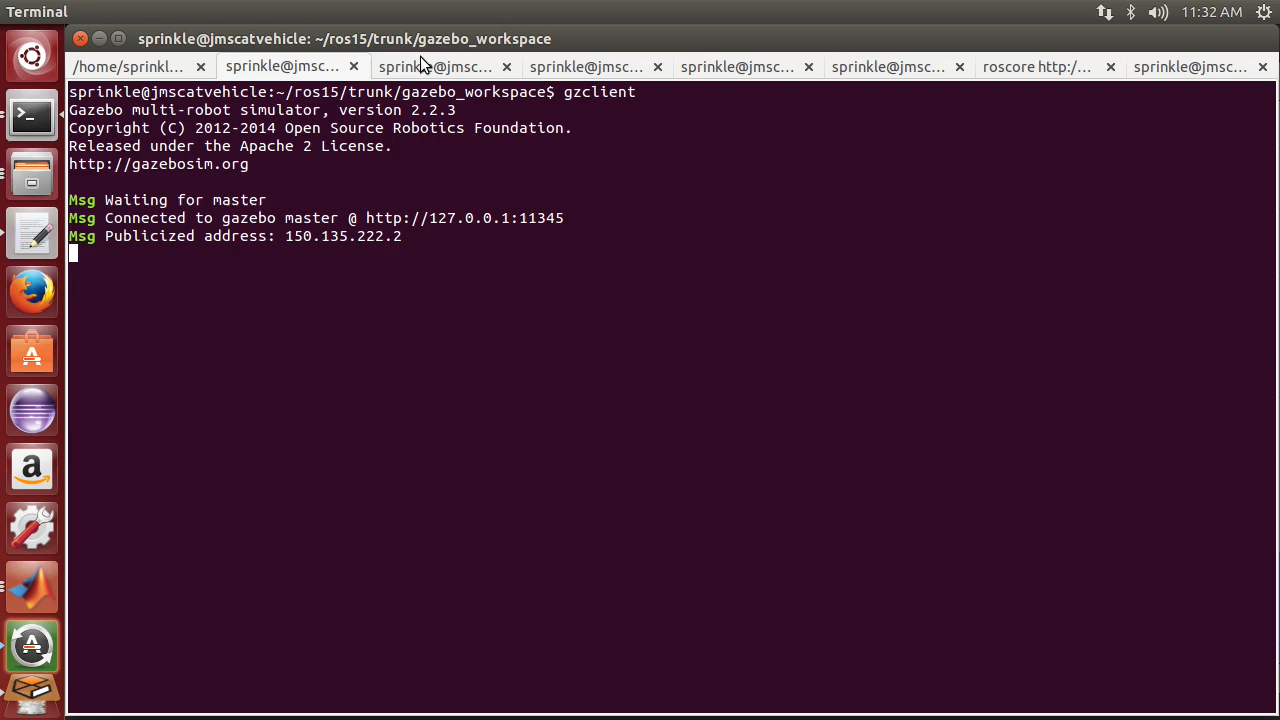 Terminal
11:32 AM
sprinkle@jmscatvehicle: ~/ros15/trunk/gazebo_workspace
/home/sprinkl... sprinkle@jmsc... sprinkle@jmsc... sprinkle@jmsc... sprinkle@jmsc... sprinkle@jmsc... roscore http:/... sprinkle@jmsc...
sprinkle@jmscatvehicle:~/ros15/trunk/gazebo_workspace$ gzclient
Gazebo multi-robot simulator, version 2.2.3
Copyright (C) 2012-2014 Open Source Robotics Foundation.
Released under the Apache 2 License.
http://gazebosim.org
Msg Waiting for master
Msg Connected to gazebo master @ http://127.0.0.1:11345
Msg Publicized address: 150.135.222.2